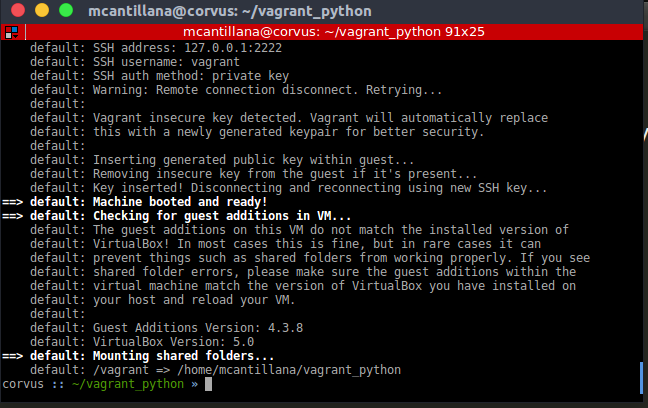 mcantillana@corvus: ~/vagrant_python
mcantillana@corvus: ~/vagrant_python 91x25
default: SSH address: 127.0.0.1:2222
default: SSH username: vagrant
default: SSH auth method: private key
default: Warning: Remote connection disconnect. Retrying...
default:
default: Vagrant insecure key detected. Vagrant will automatically replace
default: this with a newly generated keypair for better security.
default:
default: Inserting generated public key within guest...
default: Removing insecure key from the guest if it's present...
default: Key inserted! Disconnecting and reconnecting using new SSH key...
==> default: Machine booted and ready!
==> default: Checking for guest additions in VM...
default: The guest additions on this VM do not match the installed version of
default: VirtualBox! In most cases this is fine, but in rare cases it can
default: prevent things such as shared folders from working properly. If you see
default: shared folder errors, please make sure the guest additions within the
default: virtual machine match the version of VirtualBox you have installed on
default: your host and reload your VM.
default:
default: Guest Additions Version: 4.3.8
default: VirtualBox Version: 5.0
==> default: Mounting shared folders...
default: /vagrant => /home/mcantillana/vagrant_python
corvus :: ~/vagrant_python »